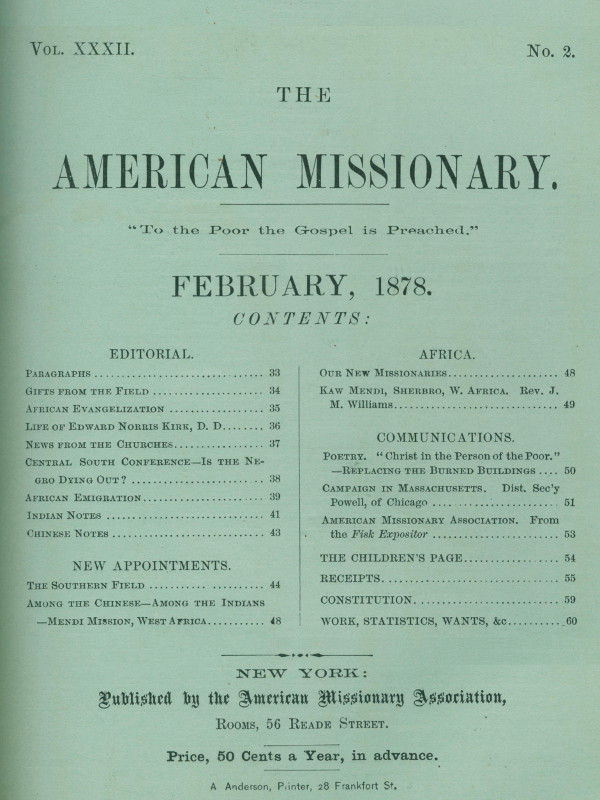 Vol. XXXII.
No. 2.
THE
AMERICAN MISSIONARY.
"To the Poor the Gospel is Preached."
FEBRUARY, 1878.
CONTENTS:
EDITORIAL.
Paragraphs ................................ 33
Gifts from the Field ..................... 34
African Evangelization .................. 35
Life of Edward Norris Kirk, D. D........ 36
News from the Churches................. 37
Central South Conference—Is the Ne-
gro Dying Out? ......................... 38
African Emigration...................... 39
Indian Notes ............................. 41
Chinese Notes ............................ 43
NEW APPOINTMENTS.
The Southern Field ...................... 44
Among the Chinese—Among the Indians
—Mendi Mission, West Africa........... 48
AFRICA.
Our New Missionaries.................... 48
Kaw Mendi, Sherbro, W. Africa. Rev. J.
M. Williams............................. 49
COMMUNICATIONS.
Poetry. "Christ in the Person of the Poor."
—Replacing the Burned Buildings .... 50
Campaign in Massachusetts. Dist. Sec'y
Powell, of Chicago ...................... 51
American Missionary Association. From
the Fisk Expositor ...................... 53
THE CHILDREN'S PAGE................. 54
RECEIPTS............................... 55
CONSTITUTION......................... 59
WORK, STATISTICS, WANTS, &c.......... 60
NEW YORK:
Published by the American Missionary Association,
Rooms, 56 Reade Street.
Price, 50 Cents a Year, in advance.
A. Anderson, Printer, 28 Frankfort St.